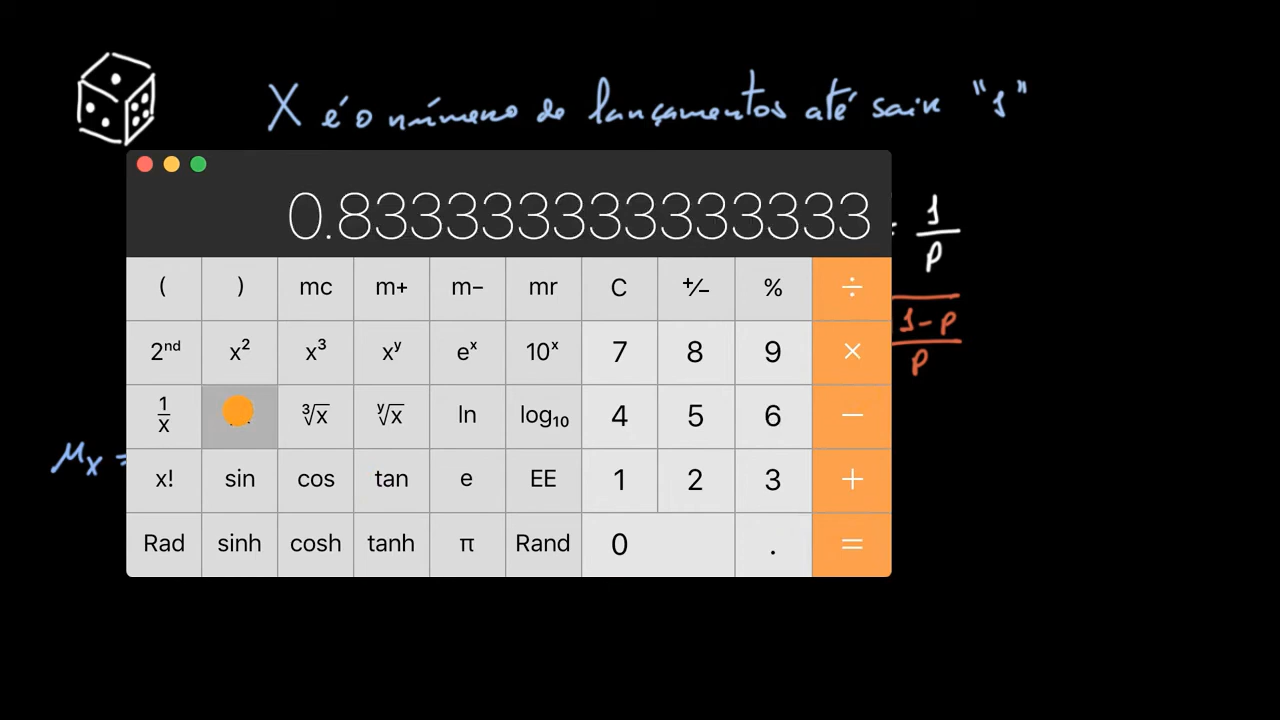 X é o número de lançamentos até sair "1"
0.8333333333333333
= 1
p
1-p
p
( ) mc m+ m− mr C +/− % ÷
2nd x² x³ xʸ eˣ 10ˣ 7 8 9 ×
1/x ³√x ʸ√x ln log₁₀ 4 5 6 −
μx =
x! sin cos tan e EE 1 2 3 +
Rad sinh cosh tanh π Rand 0 . =